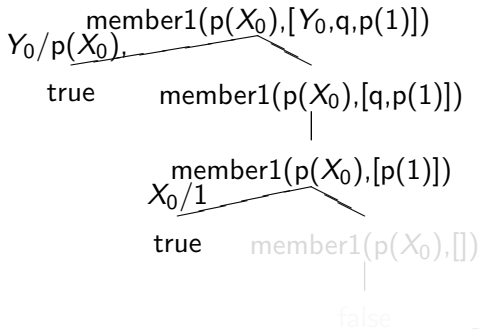 member1(p(X₀),[Y₀,q,p(1)])
Y₀/p(X₀),
true
member1(p(X₀),[q,p(1)])
member1(p(X₀),[p(1)])
X₀/1
true
member1(p(X₀),[])
false